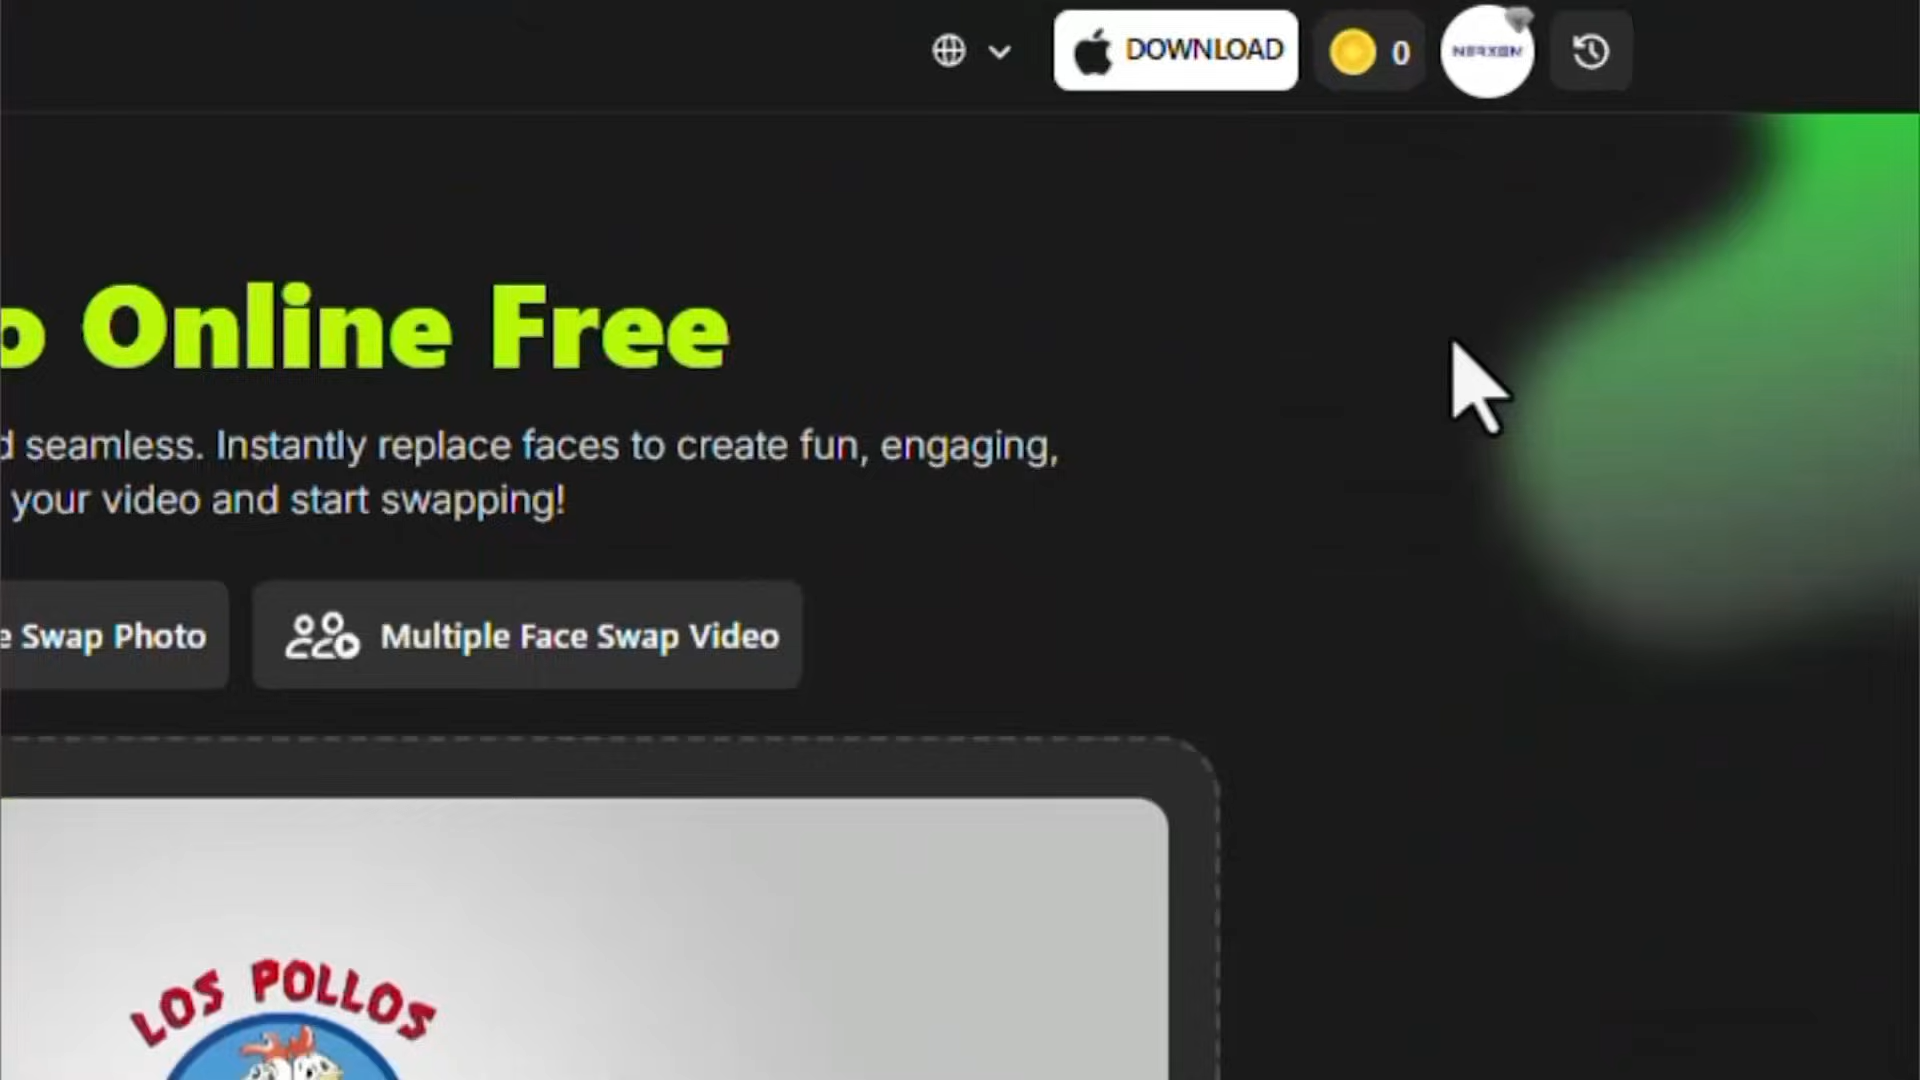 DOWNLOAD
0
NERXEN
o Online Free
d seamless. Instantly replace faces to create fun, engaging,
your video and start swapping!
e Swap Photo
Multiple Face Swap Video
LOS POLLOS